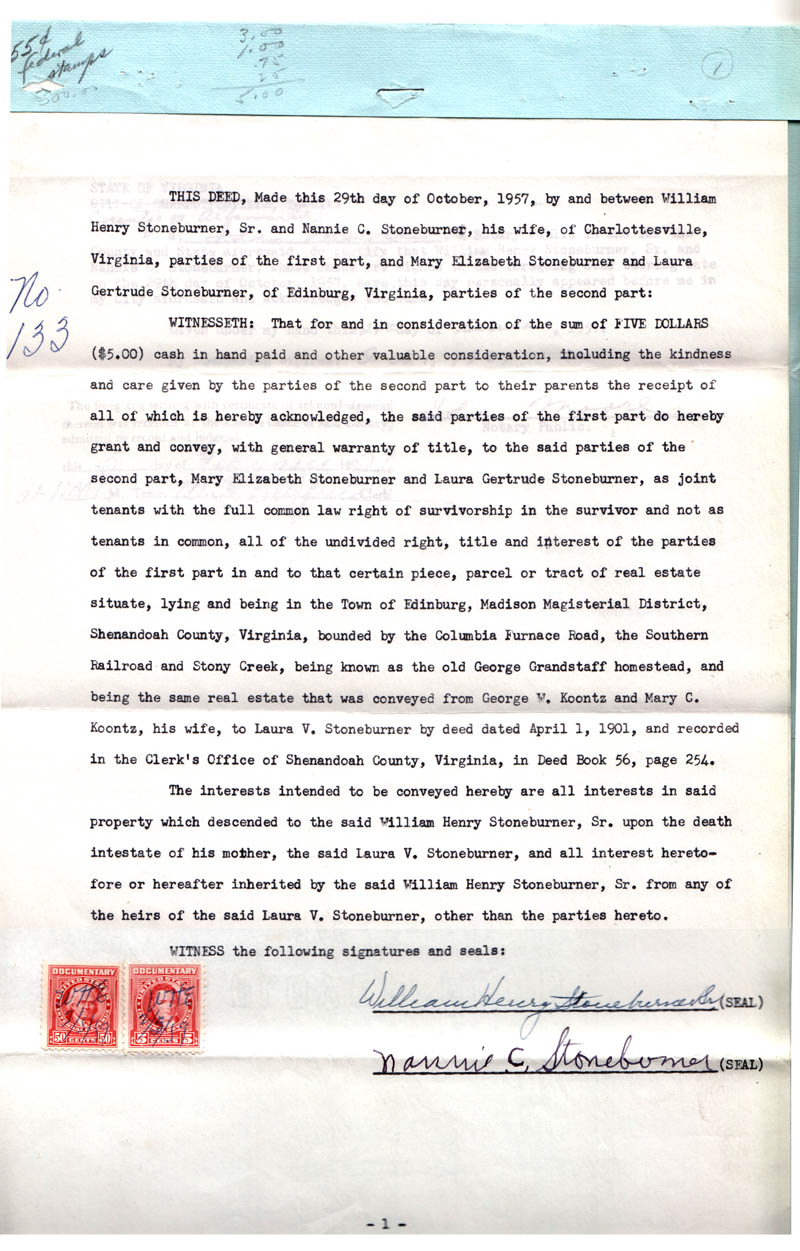 55¢
federal
stamps
3.00
1.00
.75
.25
5.00
1
No.
133
THIS DEED, Made this 29th day of October, 1957, by and between William
Henry Stoneburner, Sr. and Nannie C. Stoneburner, his wife, of Charlottesville,
Virginia, parties of the first part, and Mary Elizabeth Stoneburner and Laura
Gertrude Stoneburner, of Edinburg, Virginia, parties of the second part:
WITNESSETH: That for and in consideration of the sum of FIVE DOLLARS
($5.00) cash in hand paid and other valuable consideration, including the kindness
and care given by the parties of the second part to their parents the receipt of
all of which is hereby acknowledged, the said parties of the first part do hereby
grant and convey, with general warranty of title, to the said parties of the
second part, Mary Elizabeth Stoneburner and Laura Gertrude Stoneburner, as joint
tenants with the full common law right of survivorship in the survivor and not as
tenants in common, all of the undivided right, title and interest of the parties
of the first part in and to that certain piece, parcel or tract of real estate
situate, lying and being in the Town of Edinburg, Madison Magisterial District,
Shenandoah County, Virginia, bounded by the Columbia Furnace Road, the Southern
Railroad and Stony Creek, being known as the old George Grandstaff homestead, and
being the same real estate that was conveyed from George W. Koontz and Mary C.
Koontz, his wife, to Laura V. Stoneburner by deed dated April 1, 1901, and recorded
in the Clerk's Office of Shenandoah County, Virginia, in Deed Book 56, page 254.
The interests intended to be conveyed hereby are all interests in said
property which descended to the said William Henry Stoneburner, Sr. upon the death
intestate of his mother, the said Laura V. Stoneburner, and all interest hereto-
fore or hereafter inherited by the said William Henry Stoneburner, Sr. from any of
the heirs of the said Laura V. Stoneburner, other than the parties hereto.
WITNESS the following signatures and seals:
DOCUMENTARY DOCUMENTARY
50 CENTS 50 5 CENTS 5
William Henry Stoneburner Sr (SEAL)
Nannie C. Stoneburner (SEAL)
- 1 -